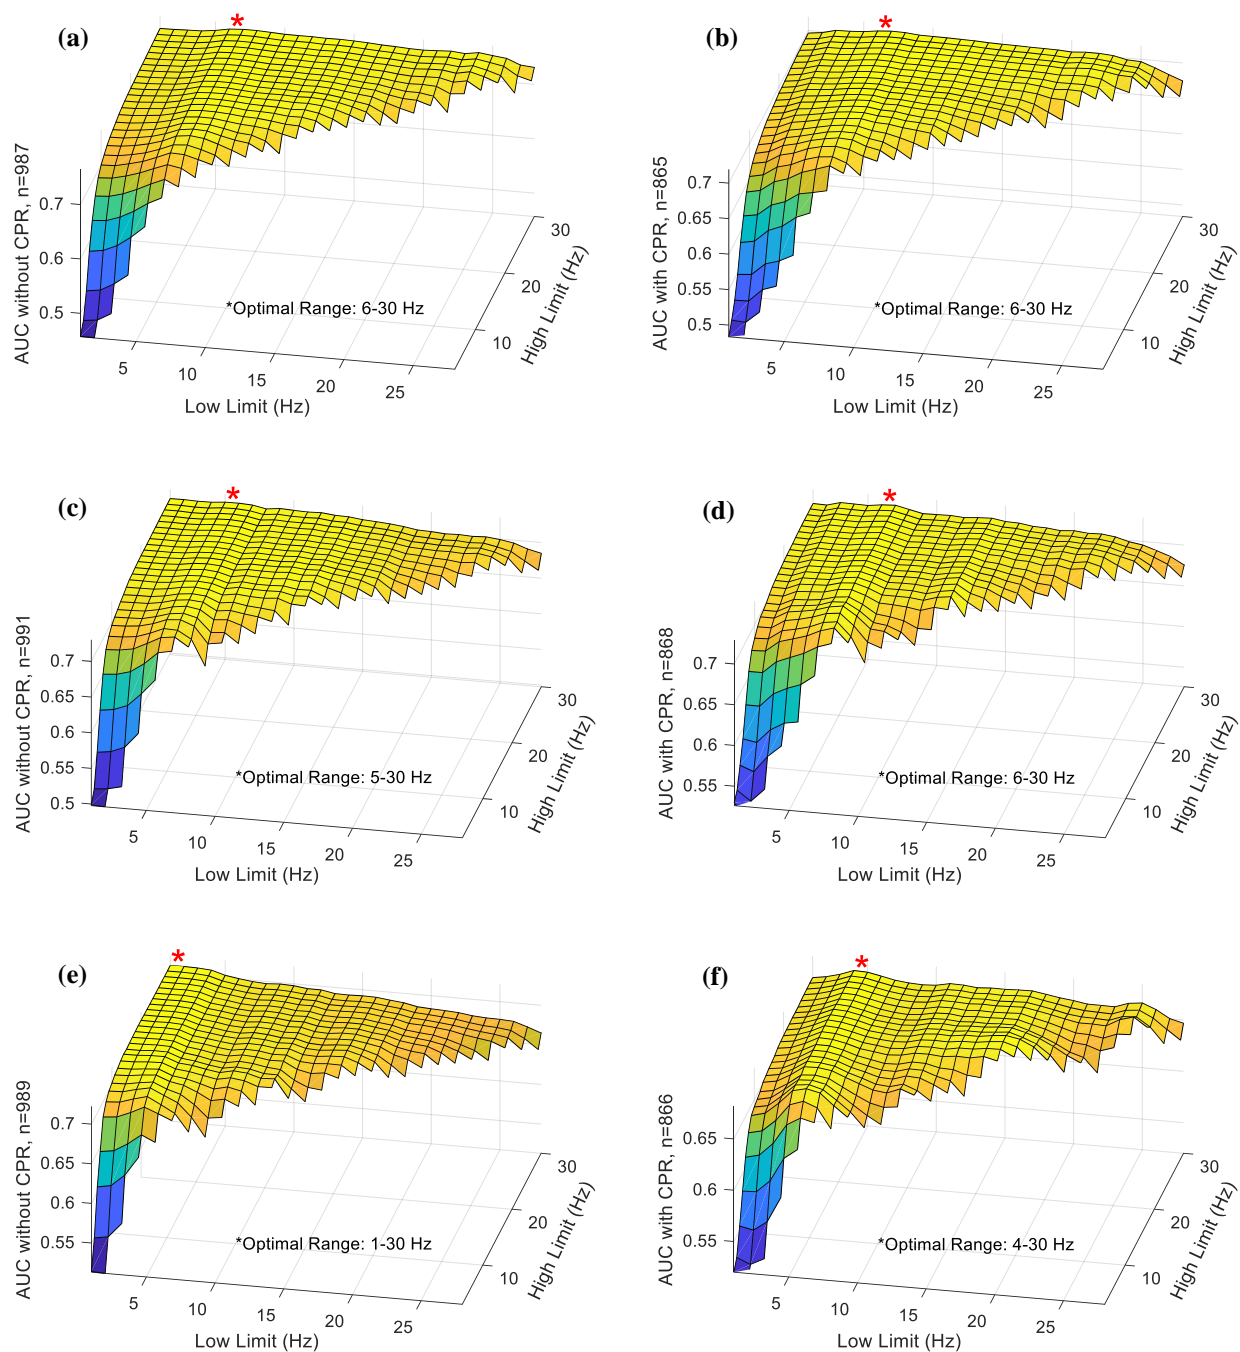 (a)
*
AUC without CPR, n=987
0.7
0.6
0.5
*Optimal Range: 6-30 Hz
5
10
15
20
25
Low Limit (Hz)
10
20
30
High Limit (Hz)
(b)
*
AUC with CPR, n=865
0.7
0.65
0.6
0.55
0.5
*Optimal Range: 6-30 Hz
5
10
15
20
25
Low Limit (Hz)
10
20
30
High Limit (Hz)
(c)
*
AUC without CPR, n=991
0.7
0.65
0.6
0.55
0.5
*Optimal Range: 5-30 Hz
5
10
15
20
25
Low Limit (Hz)
10
20
30
High Limit (Hz)
(d)
*
AUC with CPR, n=868
0.7
0.65
0.6
0.55
*Optimal Range: 6-30 Hz
5
10
15
20
25
Low Limit (Hz)
10
20
30
High Limit (Hz)
(e)
*
AUC without CPR, n=989
0.7
0.65
0.6
0.55
*Optimal Range: 1-30 Hz
5
10
15
20
25
Low Limit (Hz)
10
20
30
High Limit (Hz)
(f)
*
AUC with CPR, n=866
0.65
0.6
0.55
*Optimal Range: 4-30 Hz
5
10
15
20
25
Low Limit (Hz)
10
20
30
High Limit (Hz)